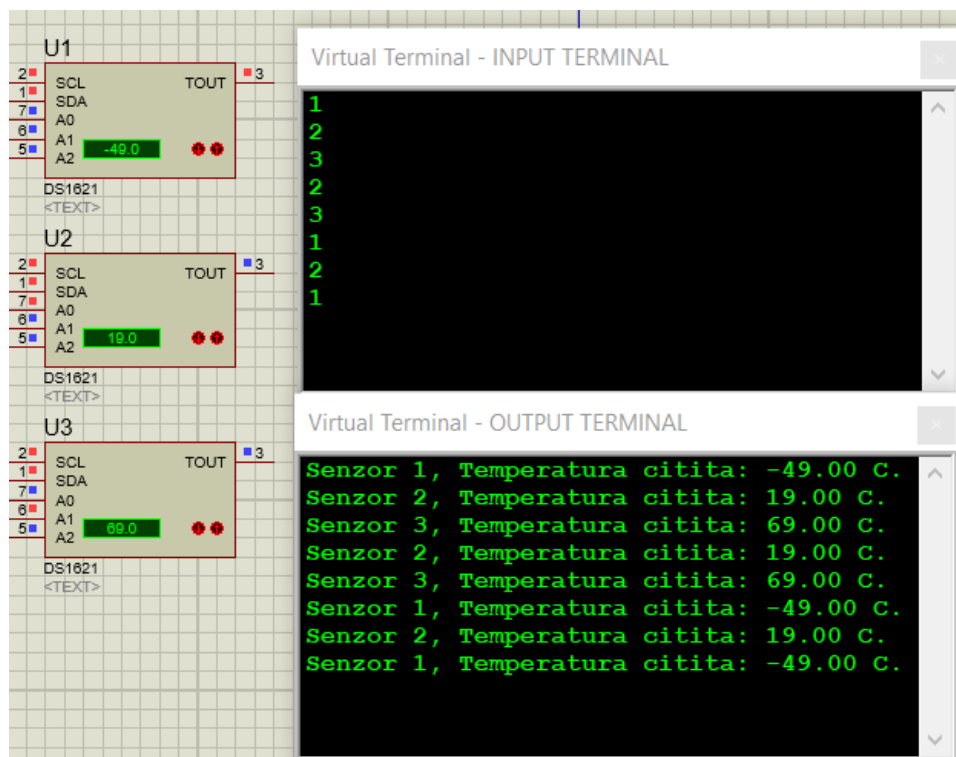 U1
2 SCL TOUT 3
1 SDA
7 A0
6 A1
5 A2 -49.0
DS1621
<TEXT>
U2
2 SCL TOUT 3
1 SDA
7 A0
6 A1
5 A2 19.0
DS1621
<TEXT>
U3
2 SCL TOUT 3
1 SDA
7 A0
6 A1
5 A2 69.0
DS1621
<TEXT>
Virtual Terminal - INPUT TERMINAL
1
2
3
2
3
1
2
1
Virtual Terminal - OUTPUT TERMINAL
Senzor 1, Temperatura citita: -49.00 C.
Senzor 2, Temperatura citita: 19.00 C.
Senzor 3, Temperatura citita: 69.00 C.
Senzor 2, Temperatura citita: 19.00 C.
Senzor 3, Temperatura citita: 69.00 C.
Senzor 1, Temperatura citita: -49.00 C.
Senzor 2, Temperatura citita: 19.00 C.
Senzor 1, Temperatura citita: -49.00 C.